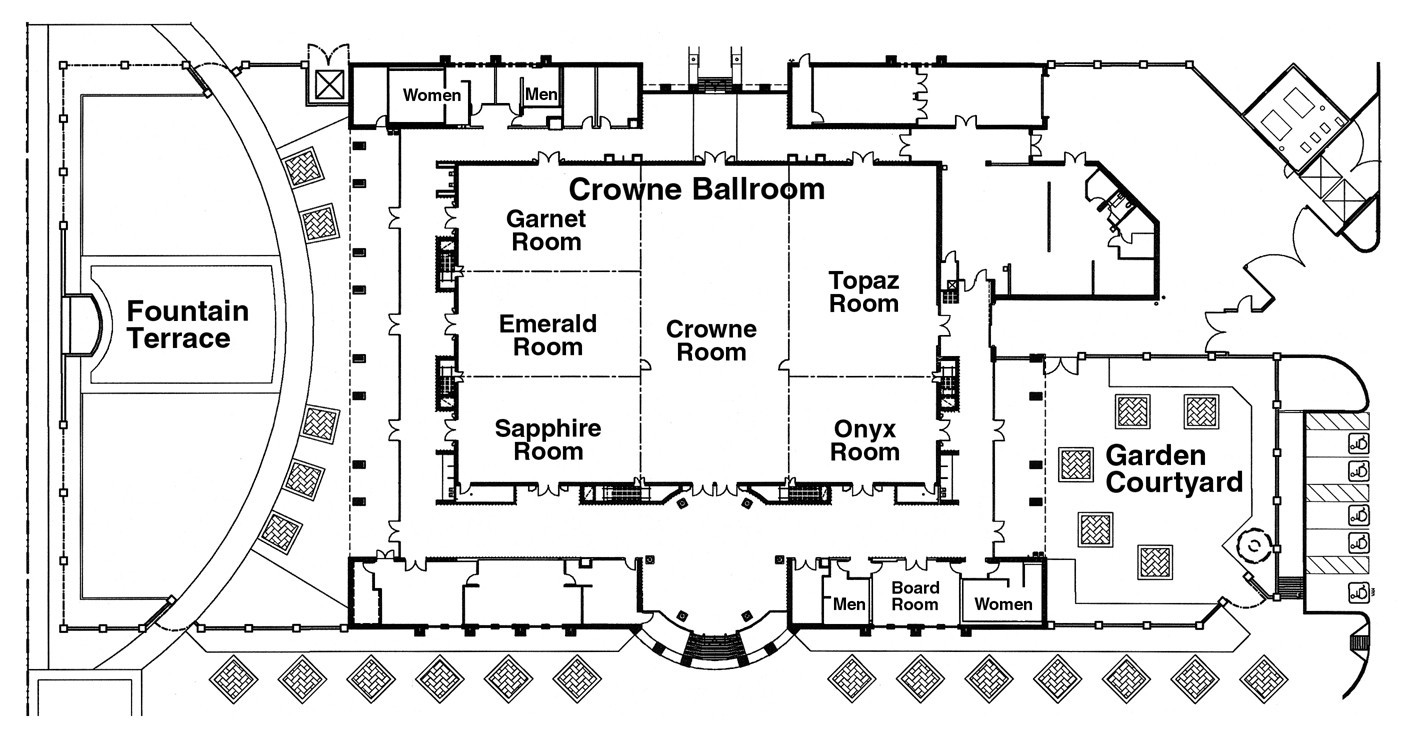 Women
Men
Crowne Ballroom
Garnet
Room
Topaz
Room
Fountain
Terrace
Emerald
Room
Crowne
Room
Sapphire
Room
Onyx
Room
Garden
Courtyard
Men
Board
Room
Women